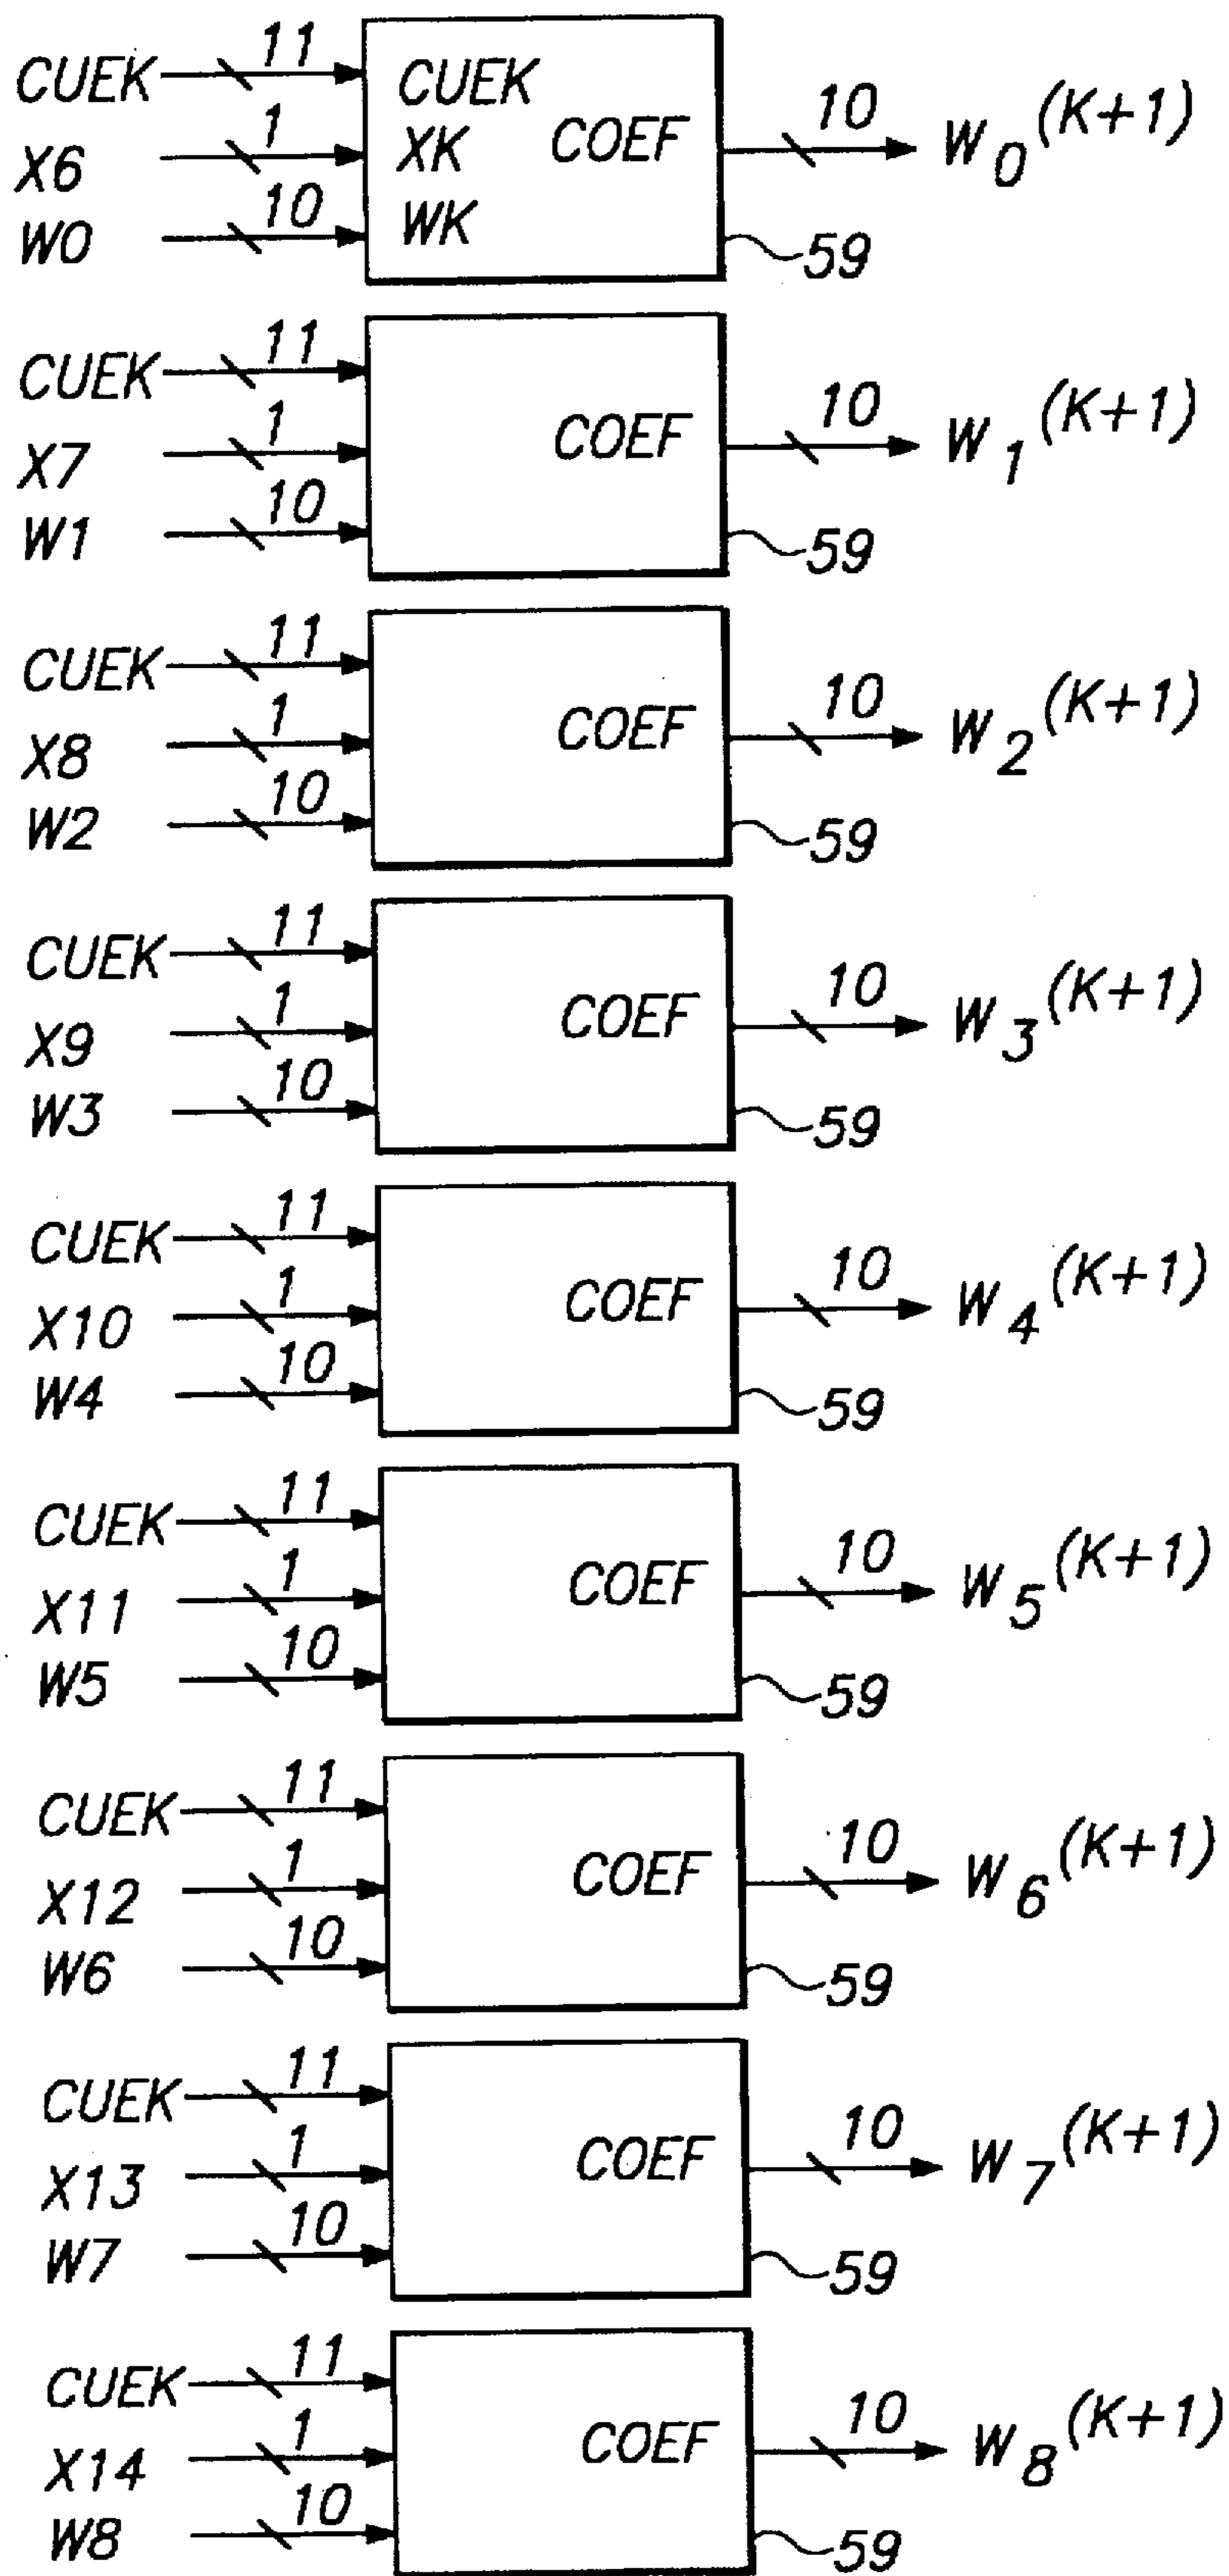 CUEK 11 CUEK
X6 1 XK COEF 10 W0(K+1)
W0 10 WK 59
CUEK 11
X7 1 COEF 10 W1(K+1)
W1 10 59
CUEK 11
X8 1 COEF 10 W2(K+1)
W2 10 59
CUEK 11
X9 1 COEF 10 W3(K+1)
W3 10 59
CUEK 11
X10 1 COEF 10 W4(K+1)
W4 10 59
CUEK 11
X11 1 COEF 10 W5(K+1)
W5 10 59
CUEK 11
X12 1 COEF 10 W6(K+1)
W6 10 59
CUEK 11
X13 1 COEF 10 W7(K+1)
W7 10 59
CUEK 11
X14 1 COEF 10 W8(K+1)
W8 10 59